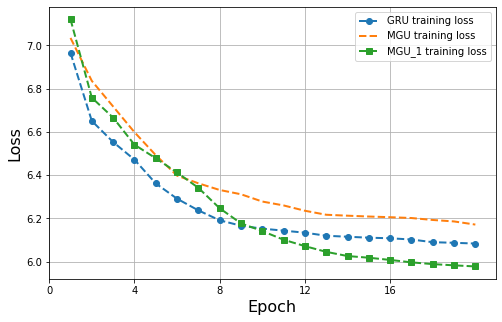 GRU training loss
MGU training loss
MGU_1 training loss
7.0
6.8
6.6
6.4
6.2
6.0
Loss
0
4
8
12
16
Epoch